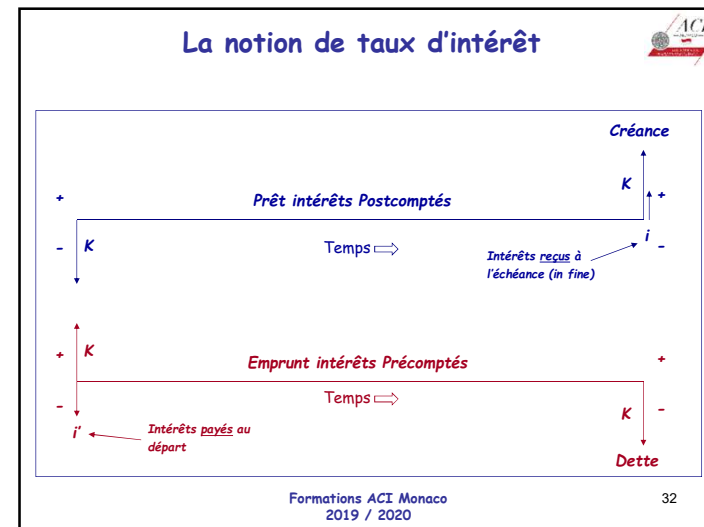 La notion de taux d'intérêt
ACI
Créance
K
+
+
Prêt intérêts Postcomptés
- K
Temps
i
-
Intérêts reçus à
l'échéance (in fine)
+ K
Emprunt intérêts Précomptés
+
-
Temps
K -
i'
Intérêts payés au
départ
Dette
Formations ACI Monaco
2019 / 2020
32